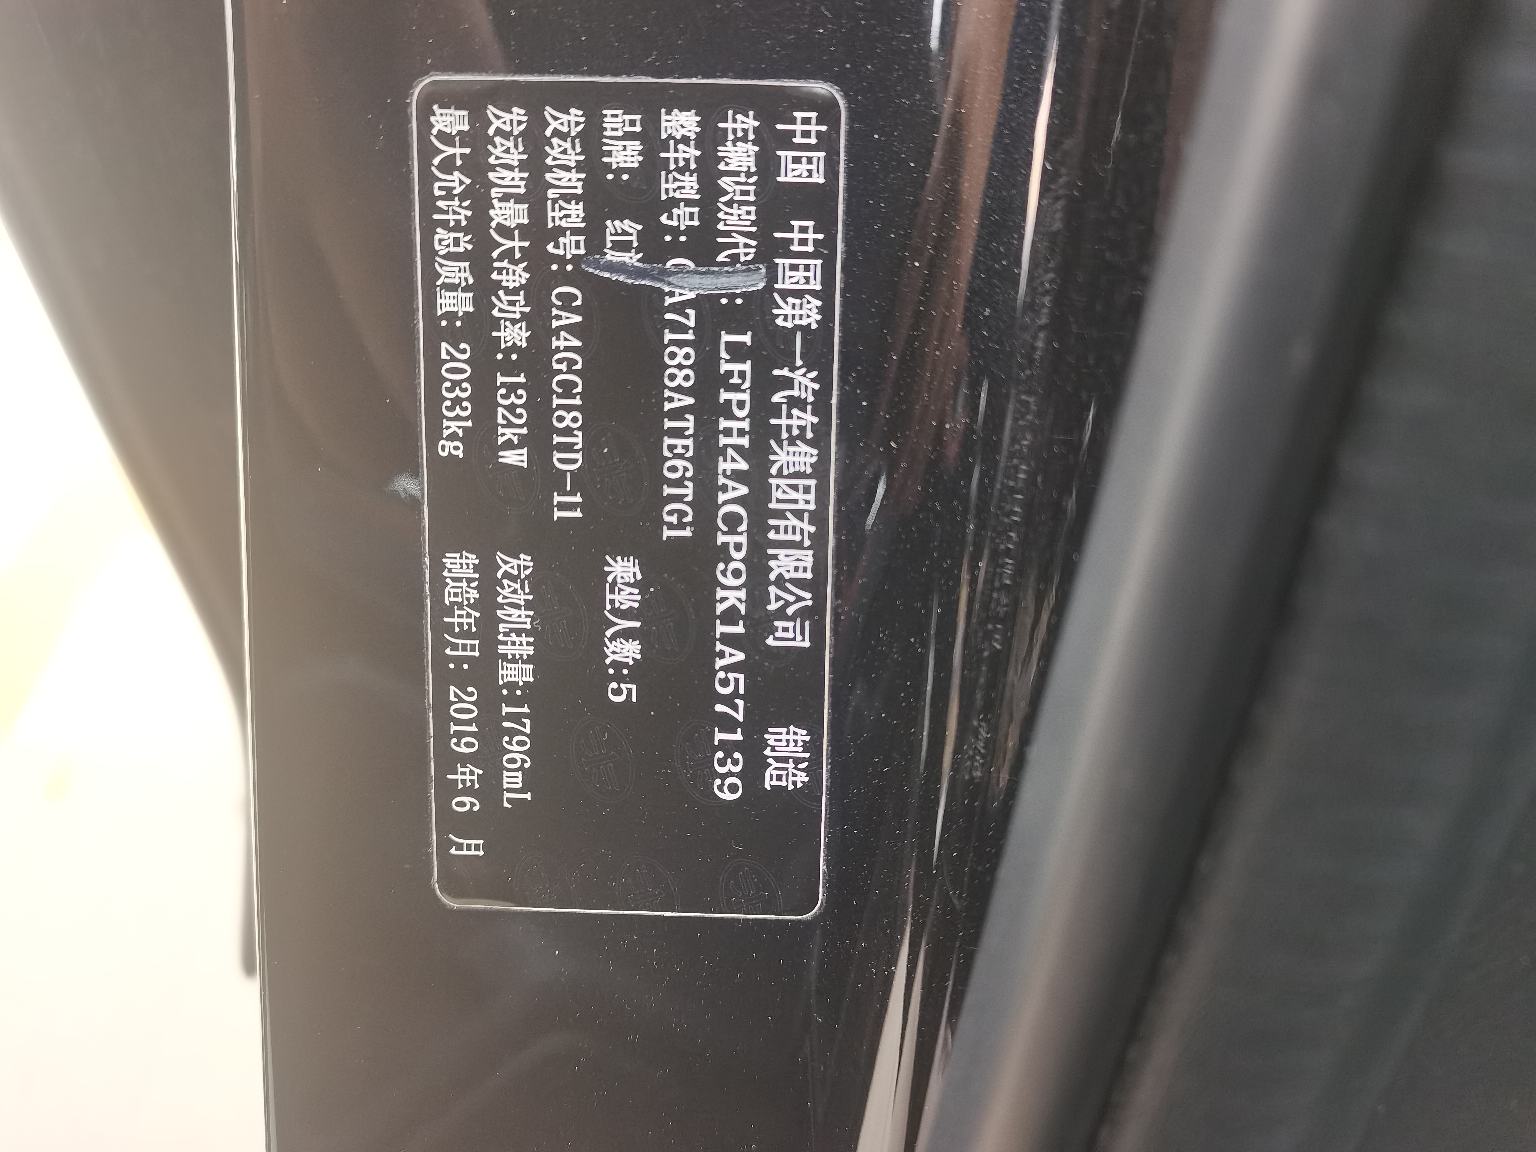 中国 中国第一汽车集团有限公司 制造
车辆识别代 : LFPH4ACP9K1A57139
整车型号: CA7188ATE6TG1
品牌: 红 乘坐人数:5
发动机型号: CA4GC18TD-11
发动机最大净功率: 132kW 发动机排量:1796mL
最大允许总质量: 2033kg 制造年月: 2019 年6 月